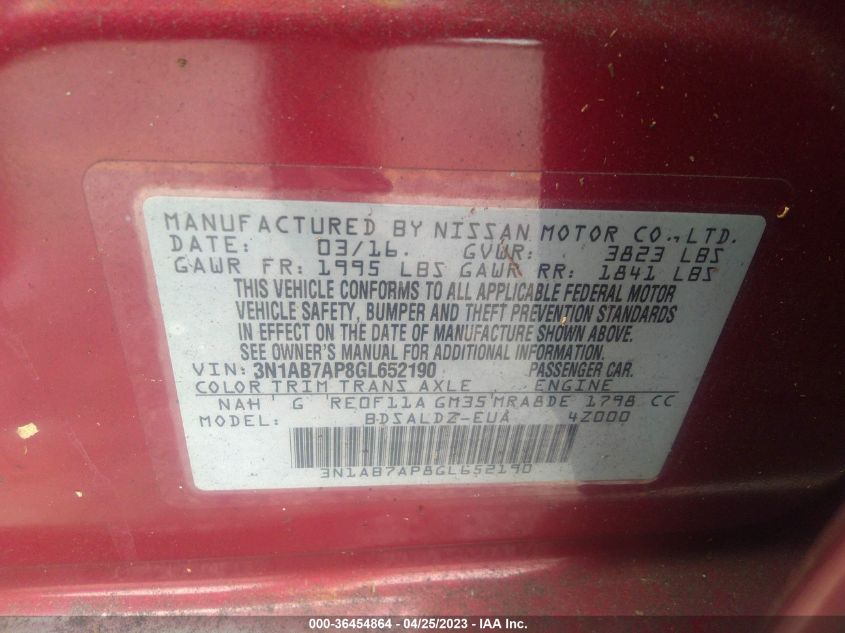 MANUFACTURED BY NISSAN MOTOR CO.,LTD.
DATE: 03/16. GVWR: 3823 LBS
GAWR FR: 1995 LBS GAWR RR: 1841 LBS
THIS VEHICLE CONFORMS TO ALL APPLICABLE FEDERAL MOTOR
VEHICLE SAFETY, BUMPER AND THEFT PREVENTION STANDARDS
IN EFFECT ON THE DATE OF MANUFACTURE SHOWN ABOVE.
SEE OWNER'S MANUAL FOR ADDITIONAL INFORMATION.
VIN: 3N1AB7AP8GL652190 PASSENGER CAR.
COLOR TRIM TRANS AXLE ENGINE
NAH G RE0F11A GM35 MRA8DE 1798 CC
MODEL: BDSALDZ-EUA 4Z000
3N1AB7AP8GL652190
000-36454864 - 04/25/2023 - IAA Inc.